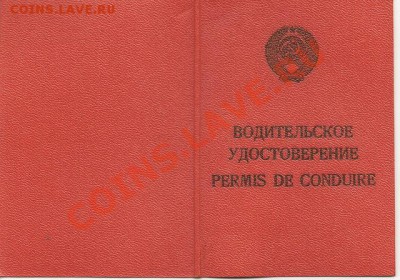 COINS.LAVE.RU
COINS.LAVE.RU
ВОДИТЕЛЬСКОЕ
УДОСТОВЕРЕНИЕ
PERMIS DE CONDUIRE